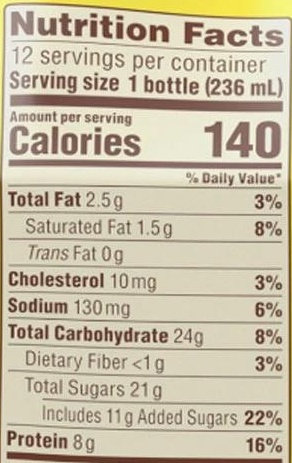 Nutrition Facts
12 servings per container
Serving size 1 bottle (236 mL)
Amount per serving
Calories 140
% Daily Value*
Total Fat 2.5g 3%
Saturated Fat 1.5g 8%
Trans Fat 0g
Cholesterol 10mg 3%
Sodium 130mg 6%
Total Carbohydrate 24g 8%
Dietary Fiber <1g 3%
Total Sugars 21g
Includes 11g Added Sugars 22%
Protein 8g 16%